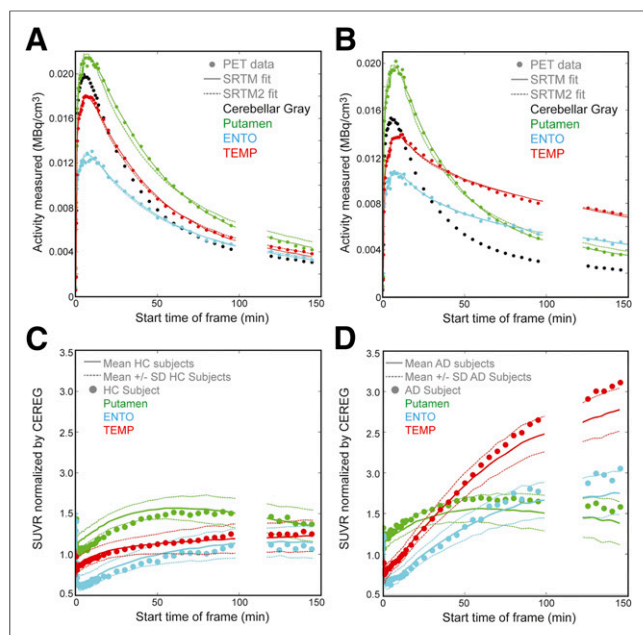 A
B
PET data
SRTM fit
SRTM2 fit
Cerebellar Gray
Putamen
ENTO
TEMP
PET data
SRTM fit
SRTM2 fit
Cerebellar Gray
Putamen
ENTO
TEMP
Activity measured (MBq/cm3)
0.020
0.016
0.012
0.008
0.004
0
0 50 100 150
Start time of frame (min)
Activity measured (MBq/cm3)
0.020
0.016
0.012
0.008
0.004
0
0 50 100 150
Start time of frame (min)
C
D
Mean HC subjects
Mean +/- SD HC Subjects
HC Subject
Putamen
ENTO
TEMP
Mean AD subjects
Mean +/- SD AD Subjects
AD Subject
Putamen
ENTO
TEMP
SUVR normalized by CEREG
3.5
3.0
2.5
3.0
1.5
1.0
0.5
0 50 100 150
Start time of frame (min)
SUVR normalized by CEREG
3.5
3.0
2.5
3.0
1.5
1.0
0.5
0 50 100 150
Start time of frame (min)